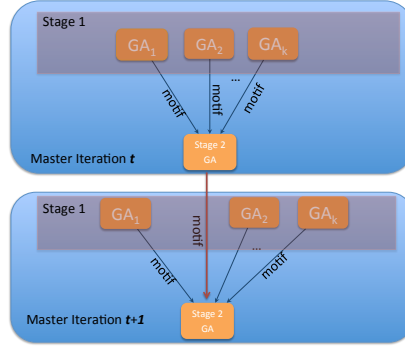 Stage 1
GA1 GA2 GAk
...
motif motif motif
Stage 2
GA
Master Iteration t
Stage 1
GA1 GA2 GAk
...
motif motif motif
Stage 2
GA
Master Iteration t+1